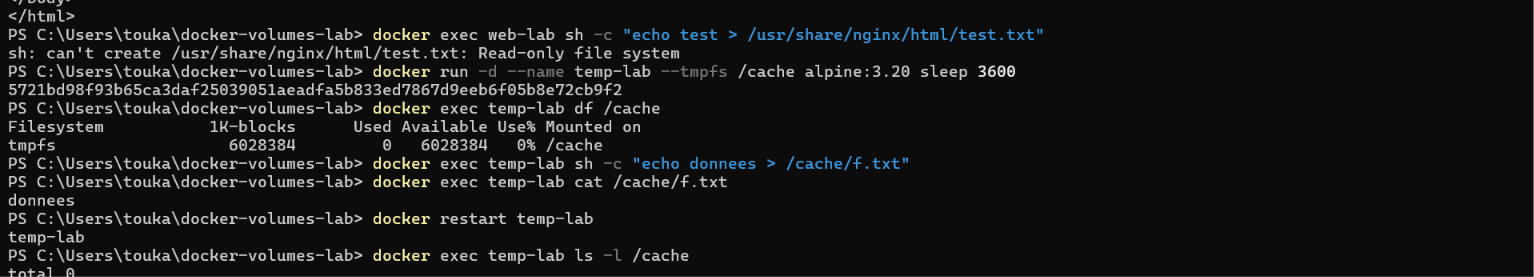 </body>
</html>
PS C:\Users\touka\docker-volumes-lab> docker exec web-lab sh -c "echo test > /usr/share/nginx/html/test.txt"
sh: can't create /usr/share/nginx/html/test.txt: Read-only file system
PS C:\Users\touka\docker-volumes-lab> docker run -d --name temp-lab --tmpfs /cache alpine:3.20 sleep 3600
5721bd98f93b65ca3daf25039051aeadfa5b833ed7867d9eeb6f05b8e72cb9f2
PS C:\Users\touka\docker-volumes-lab> docker exec temp-lab df /cache
Filesystem           1K-blocks      Used Available Use% Mounted on
tmpfs                  6028384         0   6028384   0% /cache
PS C:\Users\touka\docker-volumes-lab> docker exec temp-lab sh -c "echo donnees > /cache/f.txt"
PS C:\Users\touka\docker-volumes-lab> docker exec temp-lab cat /cache/f.txt
donnees
PS C:\Users\touka\docker-volumes-lab> docker restart temp-lab
temp-lab
PS C:\Users\touka\docker-volumes-lab> docker exec temp-lab ls -l /cache
total 0